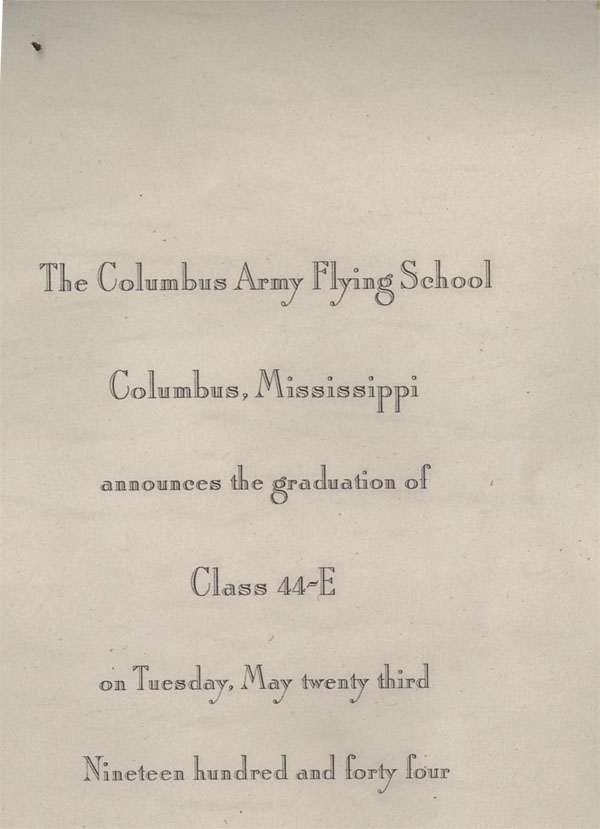 The Columbus Army Flying School
Columbus, Mississippi
announces the graduation of
Class 44-E
on Tuesday, May twenty third
Nineteen hundred and forty four